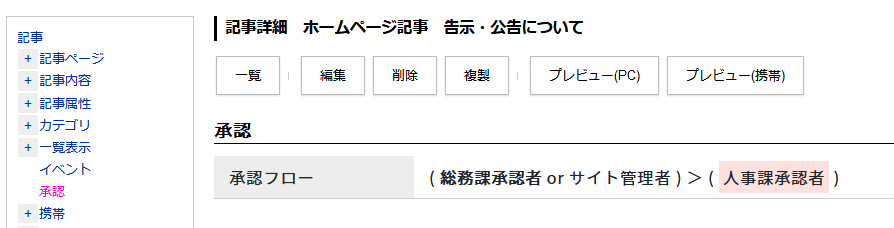 記事
+ 記事ページ
+ 記事内容
+ 記事属性
+ カテゴリ
+ 一覧表示
イベント
承認
+ 携帯
記事詳細 ホームページ記事 告示・公告について
一覧 | 編集 削除 複製 | プレビュー(PC) プレビュー(携帯)
承認
承認フロー ( 総務課承認者 or サイト管理者 ) > ( 人事課承認者 )